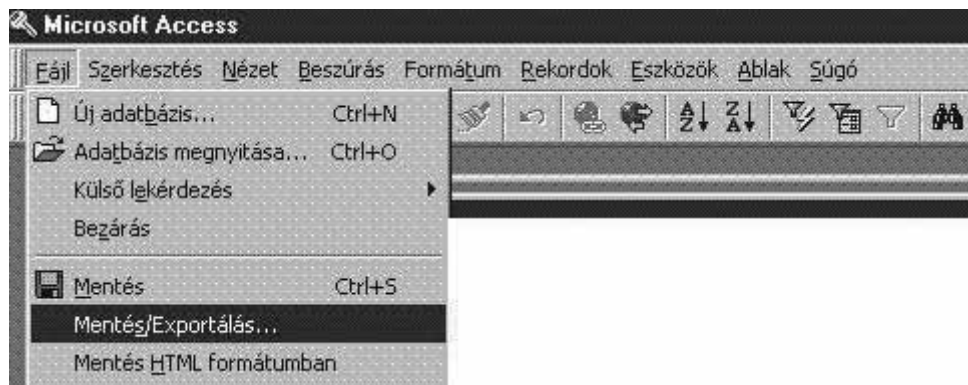 Microsoft Access
Fájl Szerkesztés Nézet Beszúrás Formátum Rekordok Eszközök Ablak Súgó
Új adatbázis... Ctrl+N
Adatbázis megnyitása... Ctrl+O
Külső lekérdezés
Bezárás
Mentés Ctrl+S
Mentés/Exportálás...
Mentés HTML formátumban